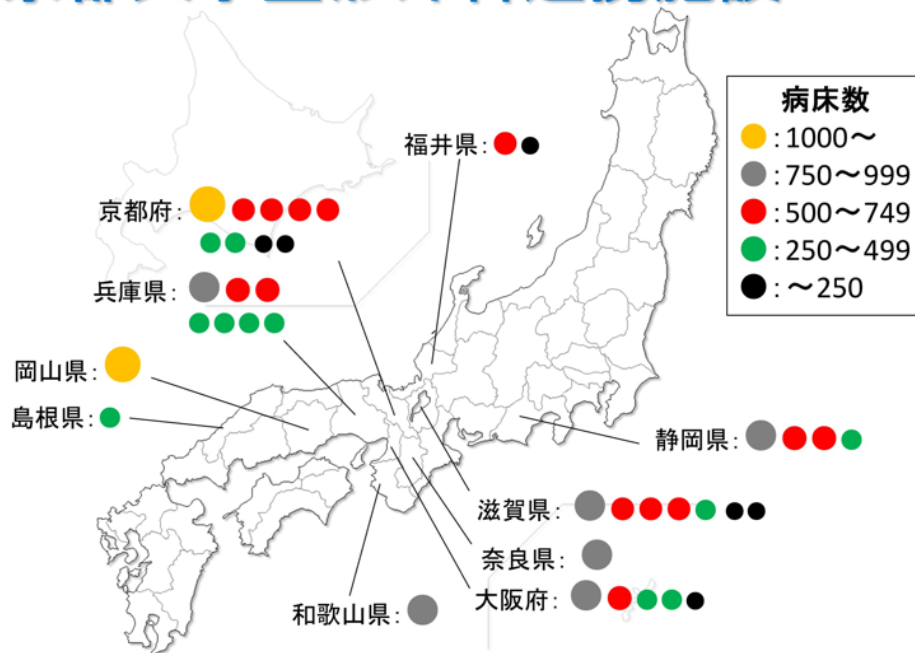 病床数
：1000～
：750～999
：500～749
：250～499
：～250
福井県：
京都府：
兵庫県：
岡山県：
島根県：
静岡県：
滋賀県：
奈良県：
大阪府：
和歌山県：